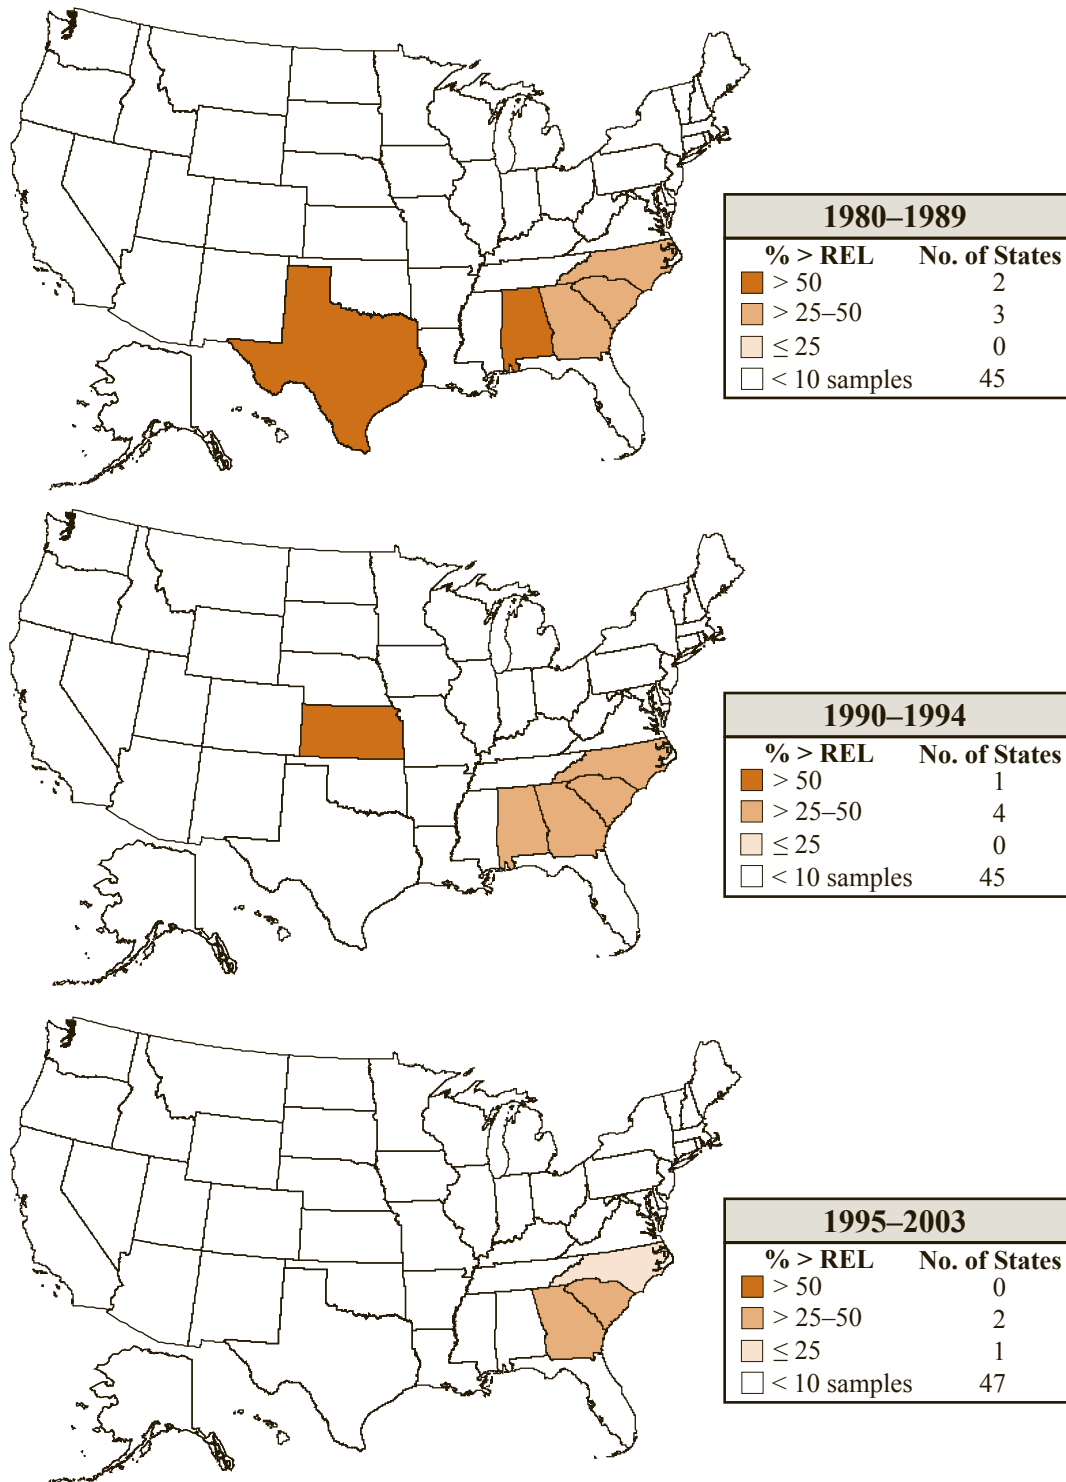 1980–1989
% > REL No. of States
> 50 2
> 25–50 3
≤ 25 0
< 10 samples 45
1990–1994
% > REL No. of States
> 50 1
> 25–50 4
≤ 25 0
< 10 samples 45
1995–2003
% > REL No. of States
> 50 0
> 25–50 2
≤ 25 1
< 10 samples 47